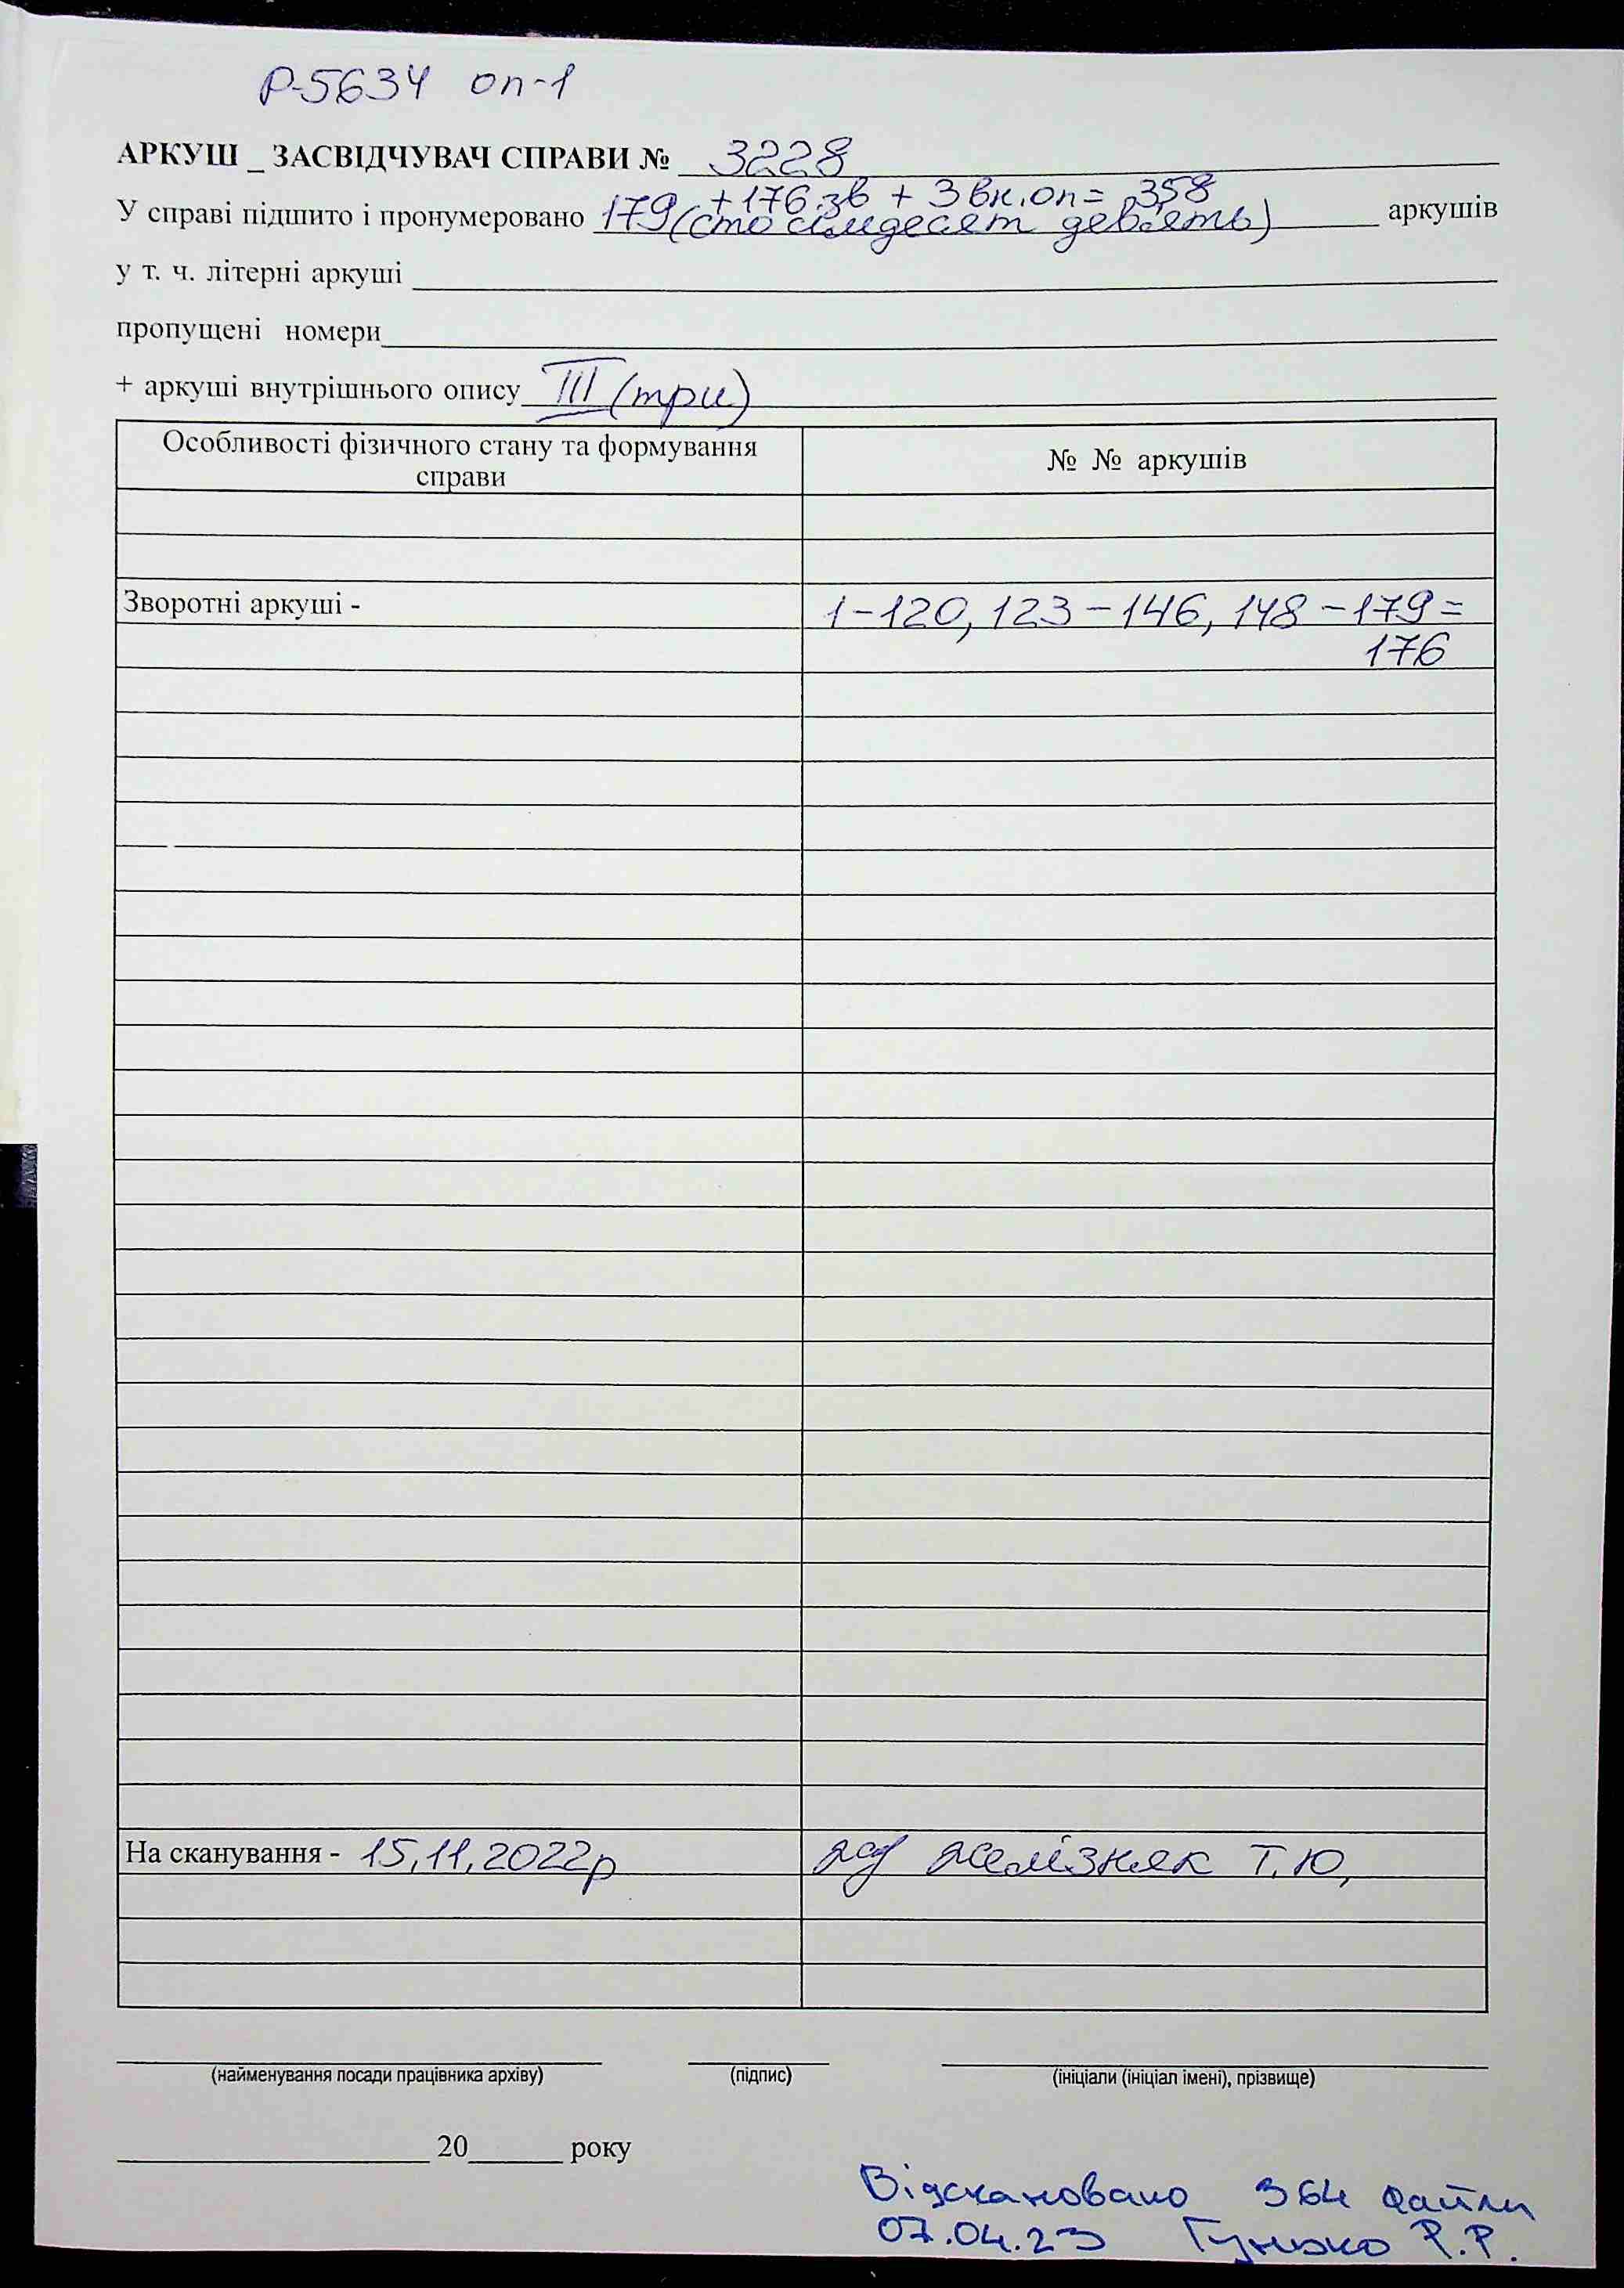 Р-5634 оп-1
АРКУШ _ ЗАСВІДЧУВАЧ СПРАВИ № 3228
+176 зв + 3 вк.оп = 358
У справі підшито і пронумеровано 179 (сто сімдесят дев'ять) аркушів
у т. ч. літерні аркуші
пропущені номери
+ аркуші внутрішнього опису III (три)
Особливості фізичного стану та формування справи № № аркушів
Зворотні аркуші - 1-120, 123-146, 148-179=
176
На сканування - 15.11.2022р Желізняк Т.Ю.
(найменування посади працівника архіву) (підпис) (ініціали (ініціал імені), прізвище)
20 року
Відскановано 364 файли
07.04.23 Р.Р.